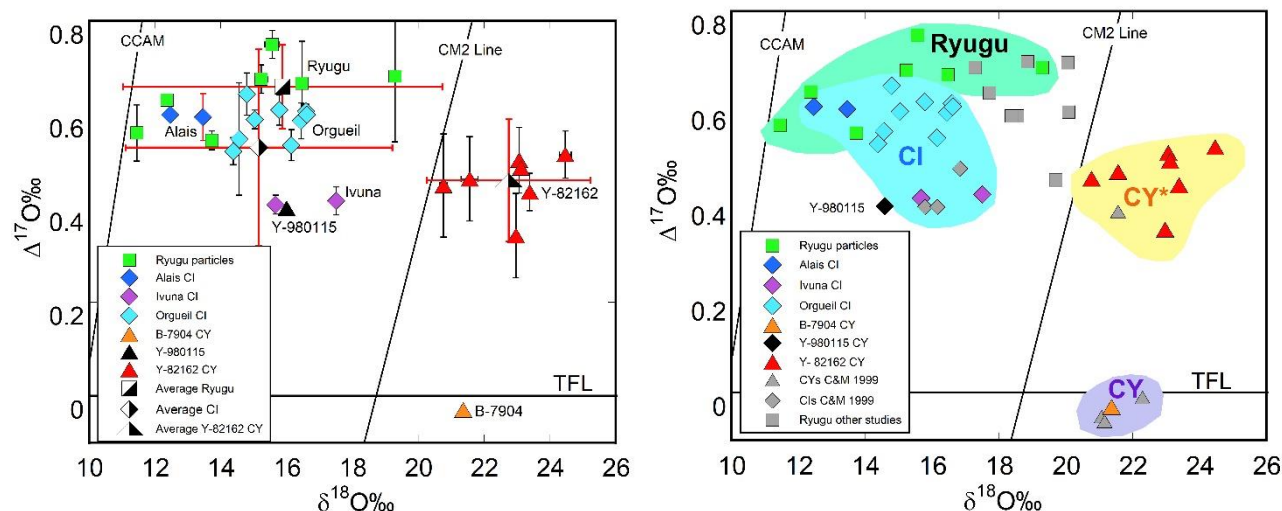 0.8
0.6
0.4
0.2
0
Δ¹⁷O‰
CCAM
CM2 Line
Ryugu
Alais
Orgueil
Ivuna
Y-980115
Y-82162
TFL
B-7904
Ryugu particles
Alais CI
Ivuna CI
Orgueil CI
B-7904 CY
Y-980115
Y-82162 CY
Average Ryugu
Average CI
Average Y-82162 CY
10 12 14 16 18 20 22 24 26
δ¹⁸O‰
0.8
0.6
0.4
0.2
0
Δ¹⁷O‰
CCAM
Ryugu
CM2 Line
CI
CY*
Y-980115
TFL
CY
Ryugu particles
Alais CI
Ivuna CI
Orgueil CI
B-7904 CY
Y-980115 CY
Y- 82162 CY
CYs C&M 1999
CIs C&M 1999
Ryugu other studies
10 12 14 16 18 20 22 24 26
δ¹⁸O‰